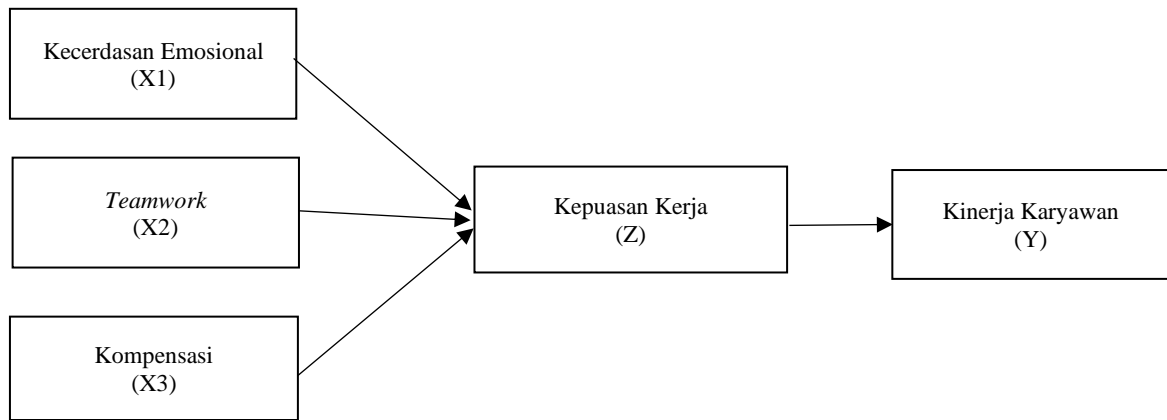 Kecerdasan Emosional
(X1)
Teamwork
(X2)
Kompensasi
(X3)
Kepuasan Kerja
(Z)
Kinerja Karyawan
(Y)